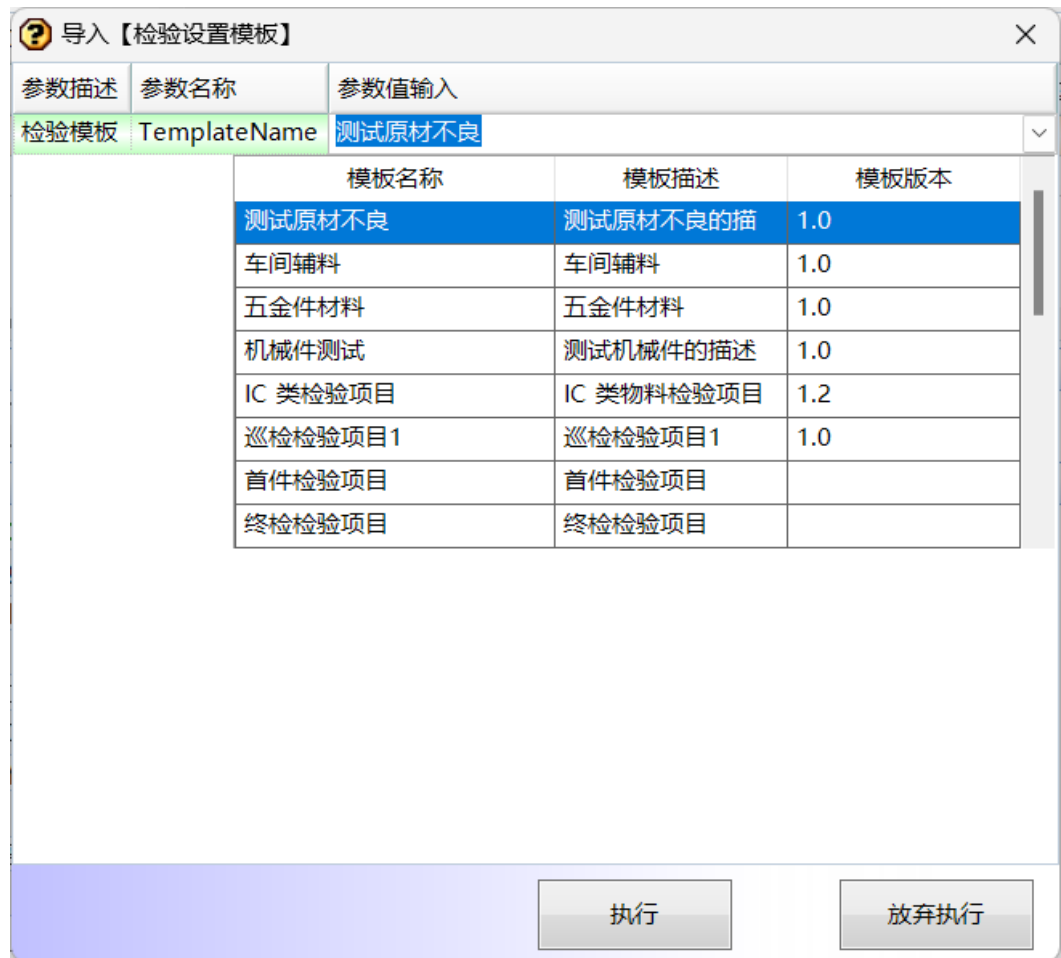 导入【检验设置模板】
参数描述 参数名称 参数值输入
检验模板 TemplateName 测试原材不良
模板名称 模板描述 模板版本
测试原材不良 测试原材不良的描 1.0
车间辅料 车间辅料 1.0
五金件材料 五金件材料 1.0
机械件测试 测试机械件的描述 1.0
IC 类检验项目 IC 类物料检验项目 1.2
巡检检验项目1 巡检检验项目1 1.0
首件检验项目 首件检验项目
终检检验项目 终检检验项目
执行 放弃执行